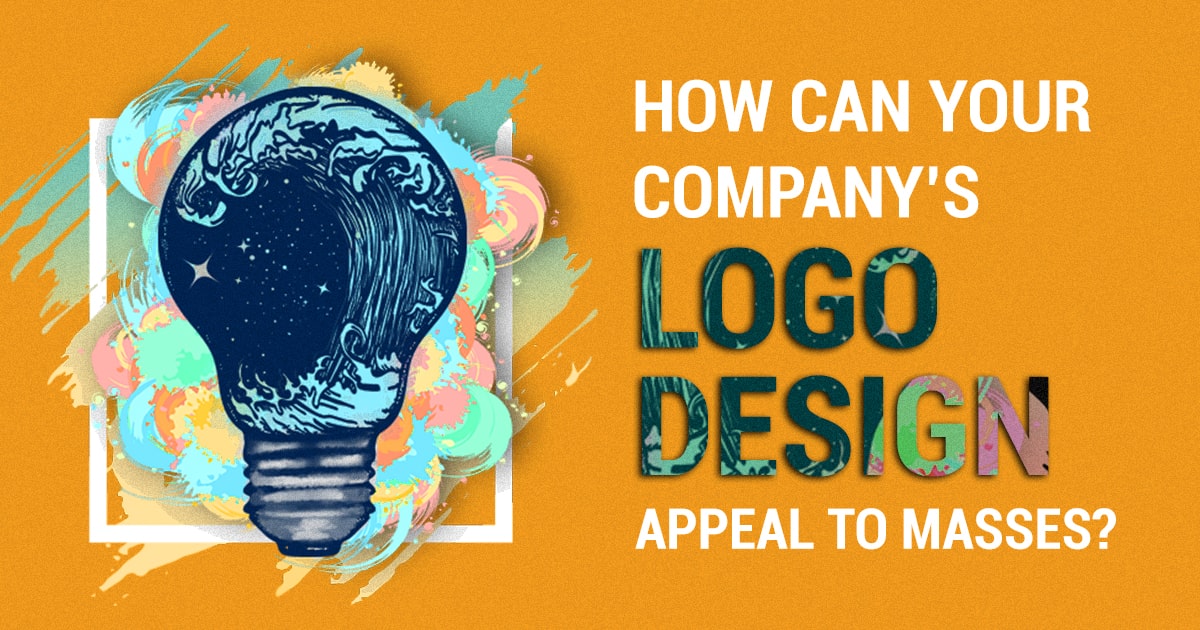 HOW CAN YOUR
COMPANY'S
LOGO
DESIGN
APPEAL TO MASSES?